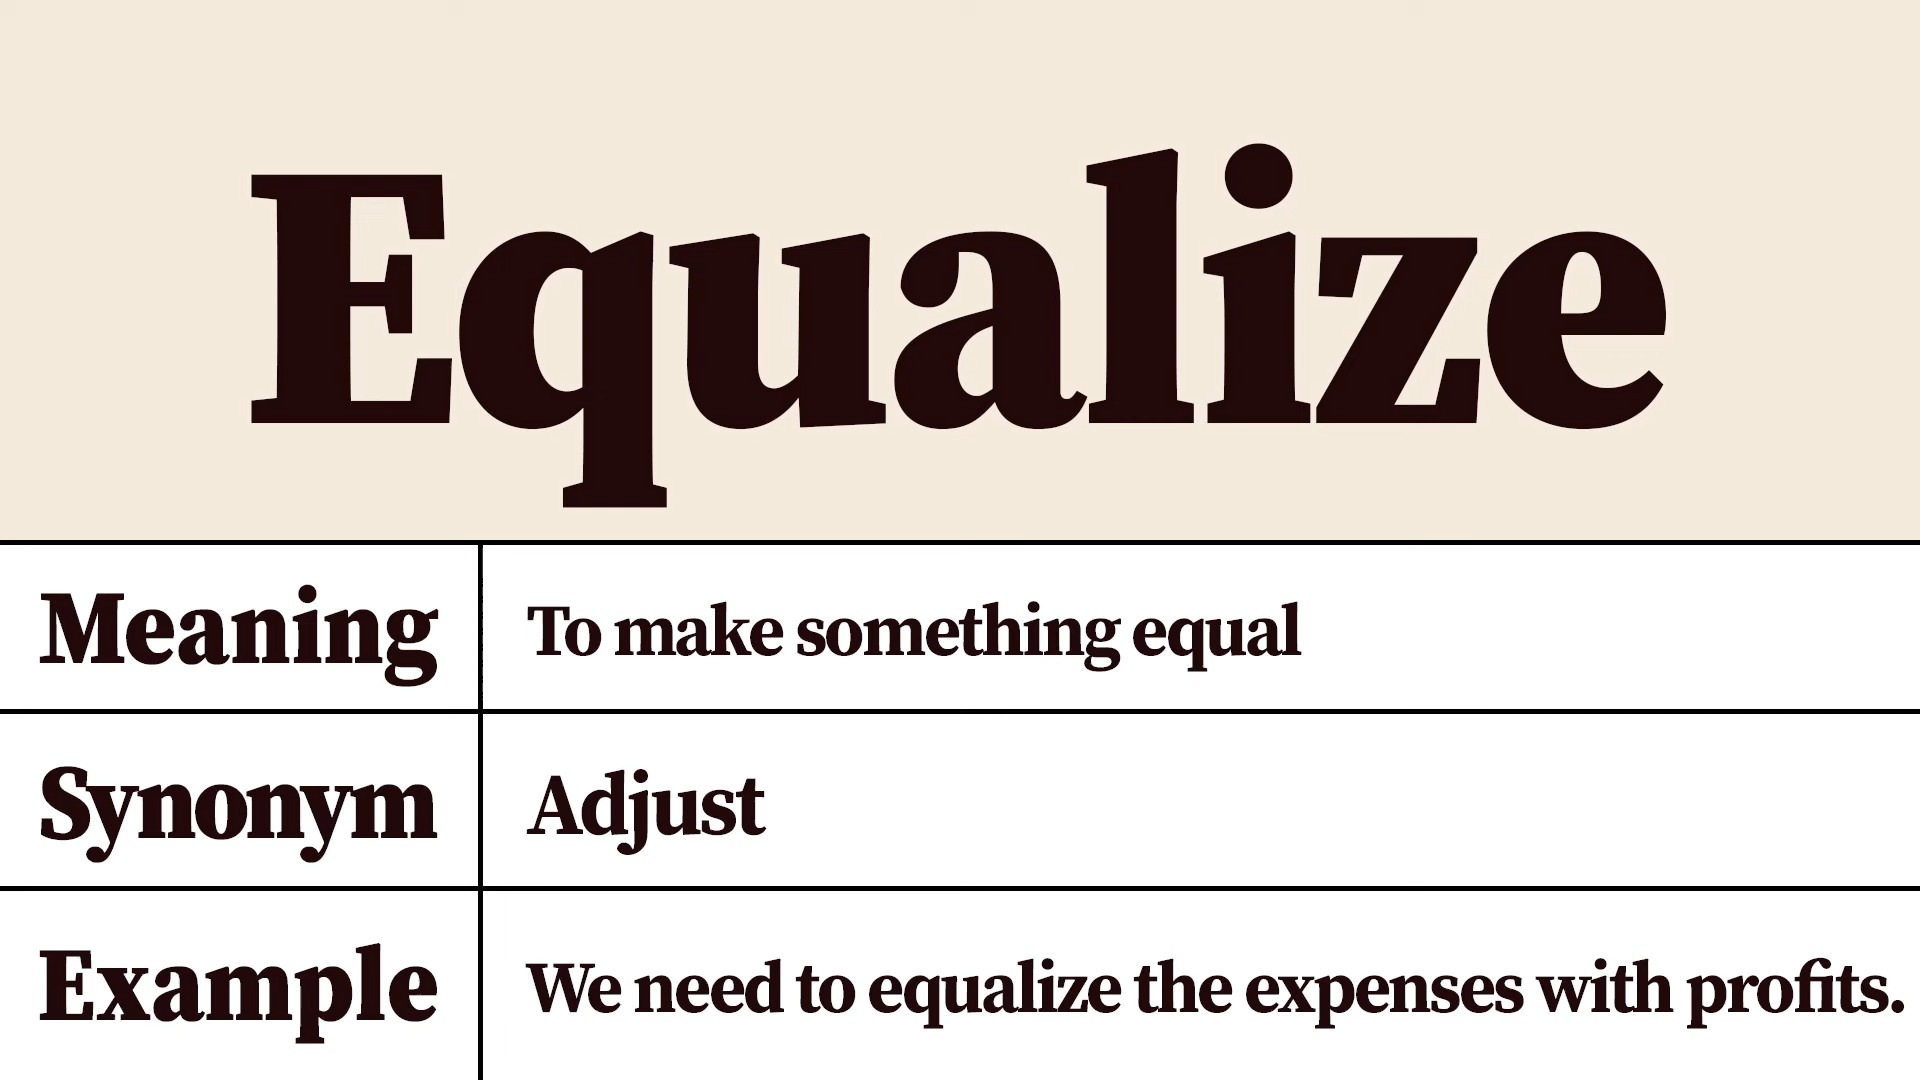 Equalize
Meaning
To make something equal
Synonym
Adjust
Example
We need to equalize the expenses with profits.